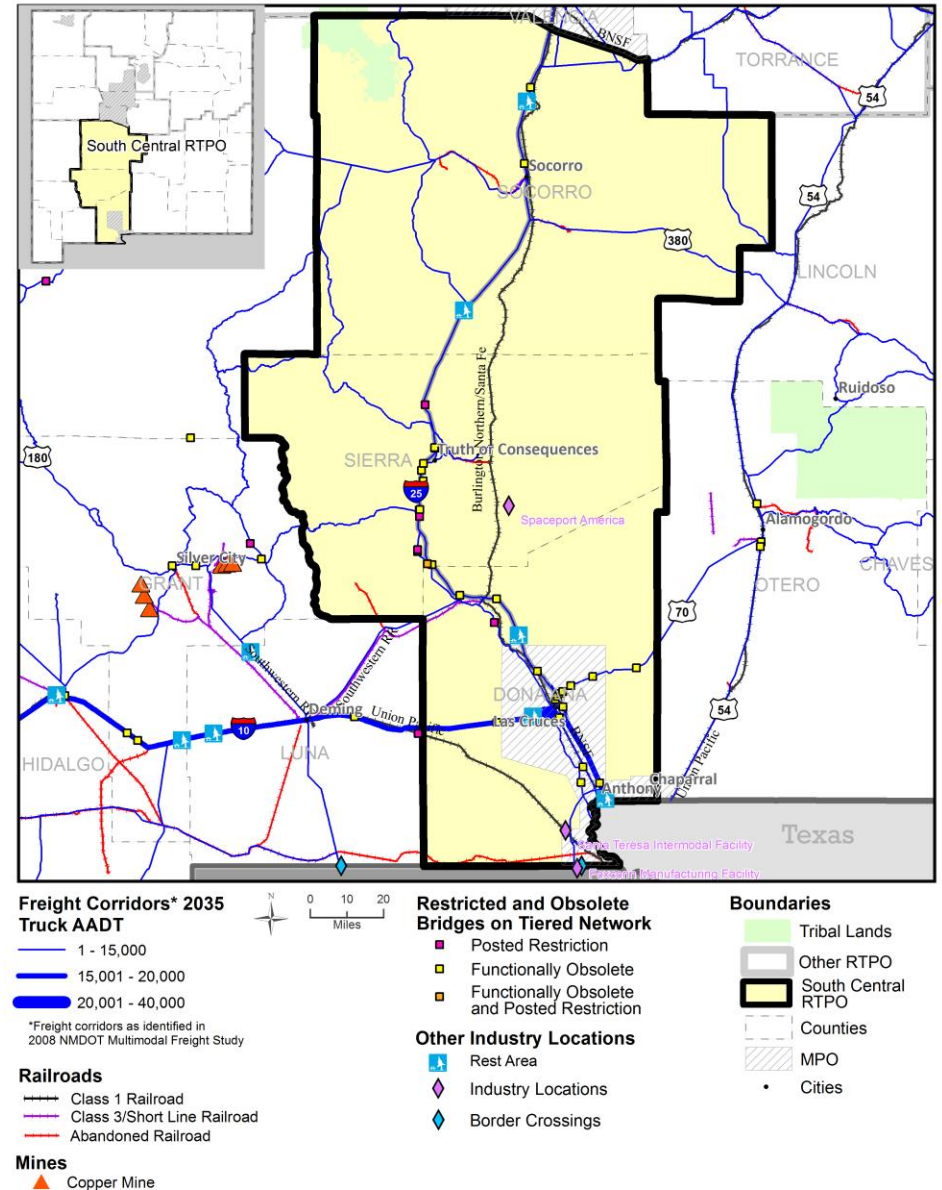 VALENCIA
BNSF
TORRANCE
54
South Central RTPO
Socorro
SOCORRO
54
380
LINCOLN
Burlington Northern/Santa Fe
Ruidoso
180
SIERRA
Truth or Consequences
25
Spaceport America
Alamogordo
Silver City
GRANT
CHAVES
OTERO
70
Southwestern RR
Southwestern RR
DONA ANA
54
Deming
Union Pacific
Las Cruces
10
BNSF
Union Pacific
HIDALGO
LUNA
Chaparral
Anthony
Texas
Santa Teresa Intermodal Facility
Foxconn Manufacturing Facility
Freight Corridors* 2035
Truck AADT
1 - 15,000
15,001 - 20,000
20,001 - 40,000
*Freight corridors as identified in
2008 NMDOT Multimodal Freight Study
Railroads
Class 1 Railroad
Class 3/Short Line Railroad
Abandoned Railroad
Mines
Copper Mine
N
0 10 20
Miles
Restricted and Obsolete
Bridges on Tiered Network
Posted Restriction
Functionally Obsolete
Functionally Obsolete
and Posted Restriction
Other Industry Locations
Rest Area
Industry Locations
Border Crossings
Boundaries
Tribal Lands
Other RTPO
South Central
RTPO
Counties
MPO
Cities